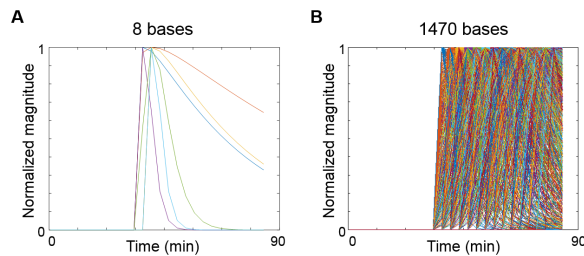 A
8 bases
Normalized magnitude
1
0
0
Time (min)
90
B
1470 bases
Normalized magnitude
1
0
0
Time (min)
90